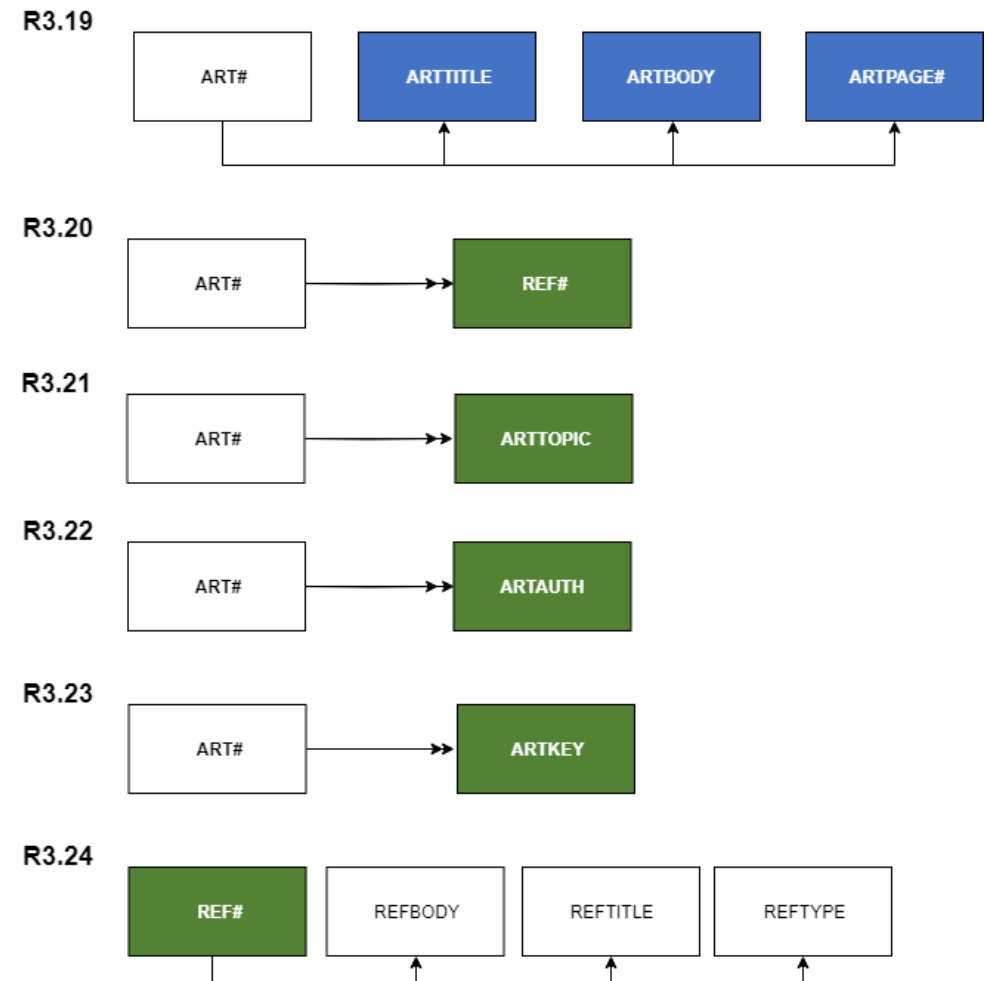 R3.19
ART# ARTTITLE ARTBODY ARTPAGE#
R3.20
ART# REF#
R3.21
ART# ARTTOPIC
R3.22
ART# ARTAUTH
R3.23
ART# ARTKEY
R3.24
REF# REFBODY REFTITLE REFTYPE